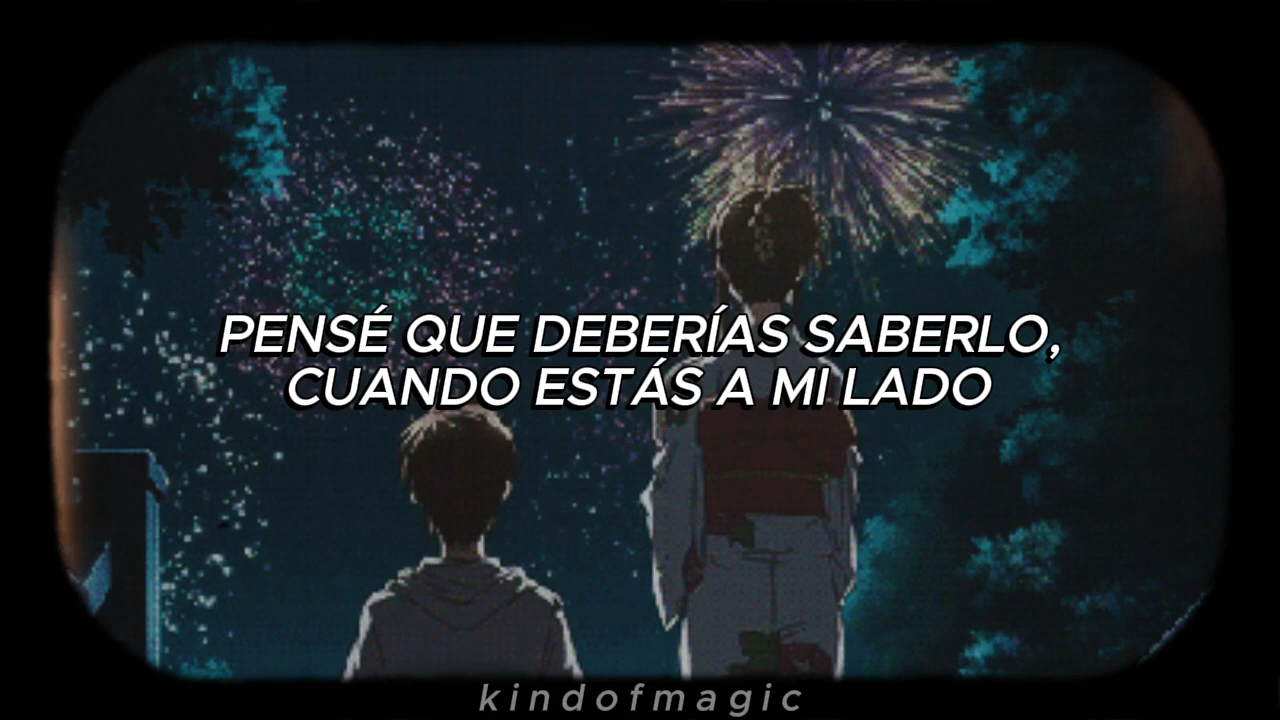 PENSÉ QUE DEBERÍAS SABERLO,
CUANDO ESTÁS A MI LADO
kindofmagic